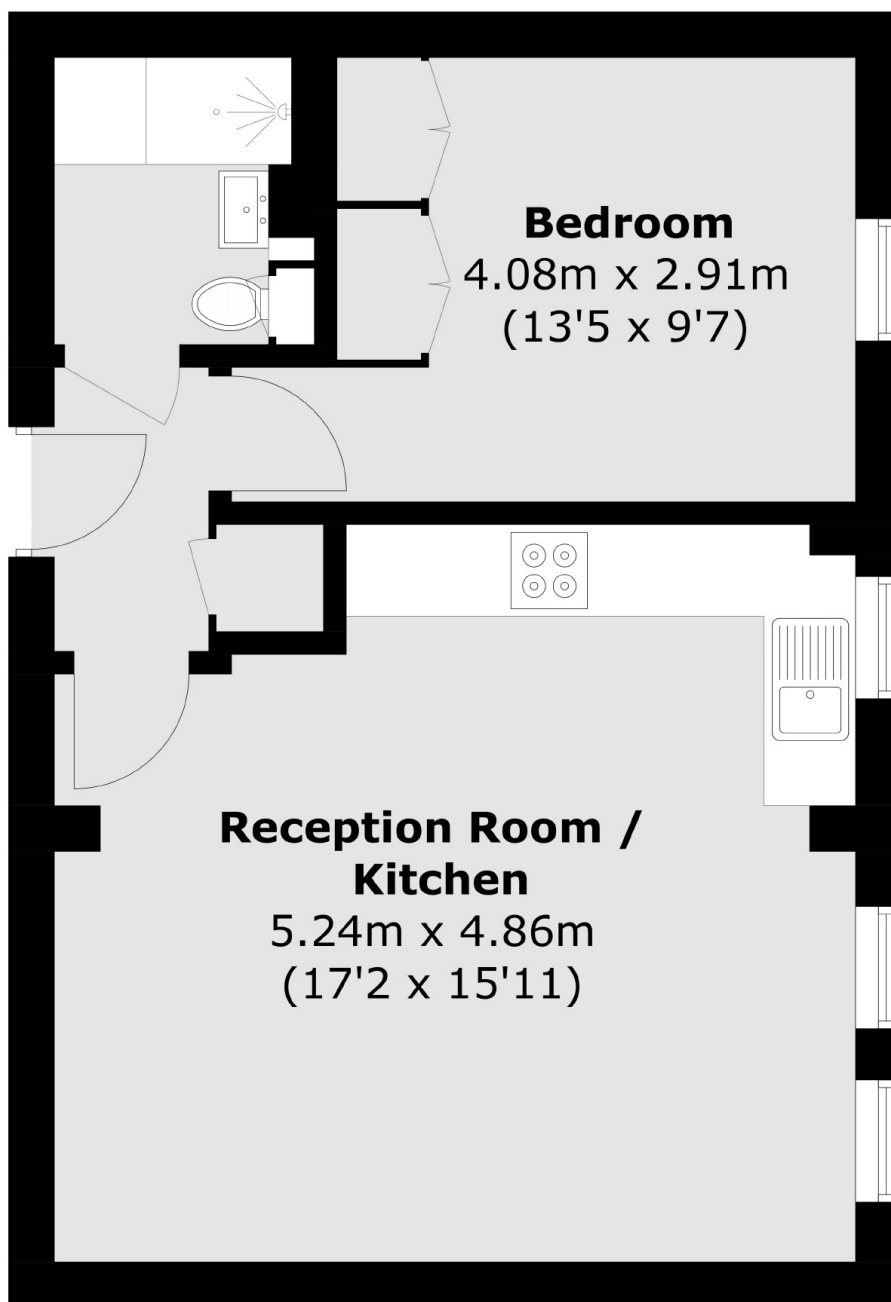 Bedroom
4.08m x 2.91m
(13'5 x 9'7)
Reception Room /
Kitchen
5.24m x 4.86m
(17'2 x 15'11)